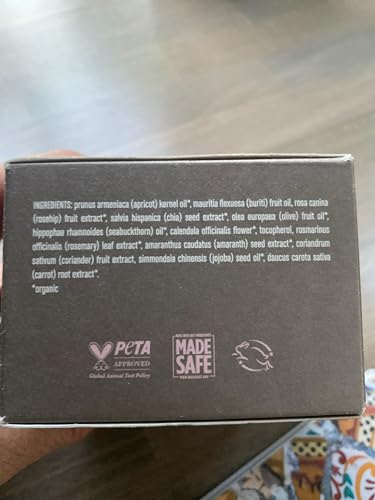 INGREDIENTS: prunus armeniaca (apricot) kernel oil*, mauritia flexuosa (buriti) fruit oil, rosa canina
(rosehip) fruit extract*, salvia hispanica (chia) seed extract*, olea europaea (olive) fruit oil*,
hippophae rhamnoides (seabuckthorn) oil*, calendula officinalis flower*, tocopherol, rosmarinus
officinalis (rosemary) leaf extract*, amaranthus caudatus (amaranth) seed extract*, coriandrum
sativum (coriander) fruit extract, simmondsia chinensis (jojoba) seed oil*, daucus carota sativa
(carrot) root extract*.
*organic
PETA
APPROVED
Global Animal Test Policy
MADE
SAFE